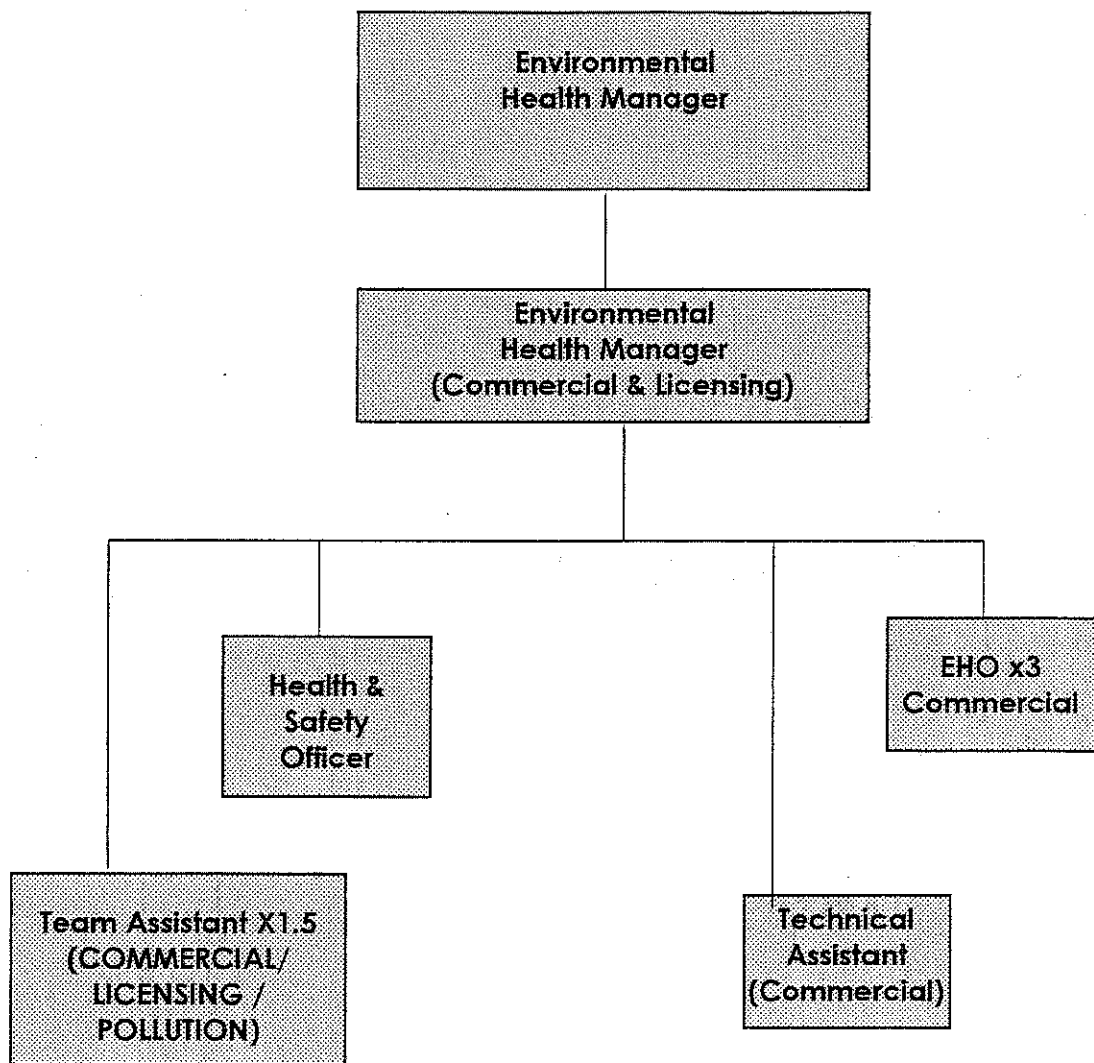 Environmental
Health Manager
Environmental
Health Manager
(Commercial & Licensing)
Health &
Safety
Officer
EHO x3
Commercial
Team Assistant X1.5
(COMMERCIAL/
LICENSING /
POLLUTION)
Technical
Assistant
(Commercial)